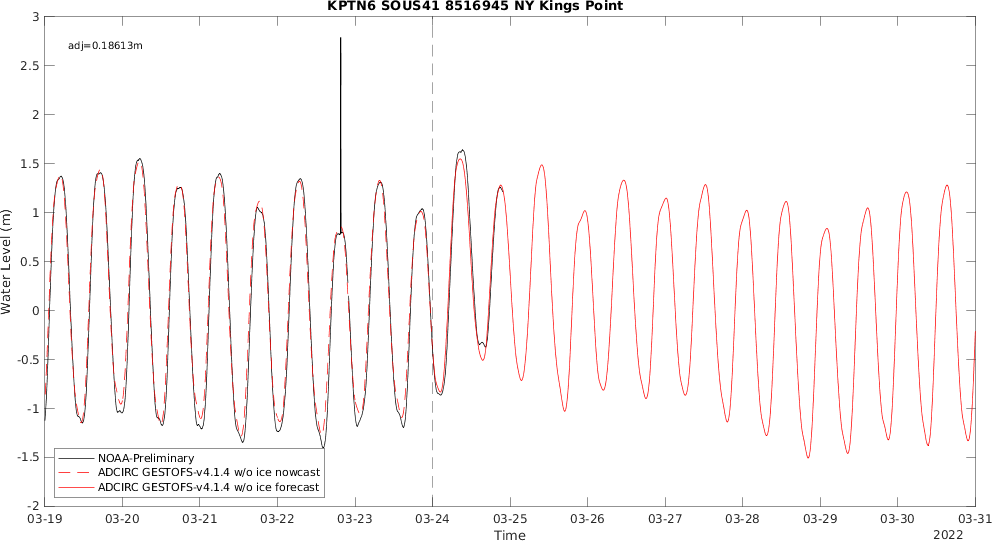 KPTN6 SOUS41 8516945 NY Kings Point
adj=0.18613m
Water Level (m)
3
2.5
2
1.5
1
0.5
0
-0.5
-1
-1.5
-2
NOAA-Preliminary
ADCIRC GESTOFS-v4.1.4 w/o ice nowcast
ADCIRC GESTOFS-v4.1.4 w/o ice forecast
03-19 03-20 03-21 03-22 03-23 03-24 03-25 03-26 03-27 03-28 03-29 03-30 03-31
Time
2022